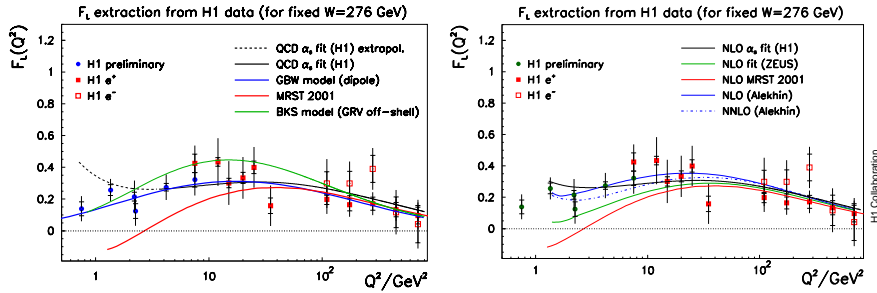 F_L extraction from H1 data (for fixed W=276 GeV)
F_L(Q²)
1.2
1
0.8
0.6
0.4
0.2
0
H1 preliminary
H1 e⁺
H1 e⁻
QCD α_s fit (H1) extrapol.
QCD α_s fit (H1)
GBW model (dipole)
MRST 2001
BKS model (GRV off-shell)
1
10
10²
Q²/GeV²
F_L extraction from H1 data (for fixed W=276 GeV)
F_L(Q²)
1.2
1
0.8
0.6
0.4
0.2
0
H1 preliminary
H1 e⁺
H1 e⁻
NLO α_s fit (H1)
NLO fit (ZEUS)
NLO MRST 2001
NLO (Alekhin)
NNLO (Alekhin)
1
10
10²
Q²/GeV²
H1 Collaboration